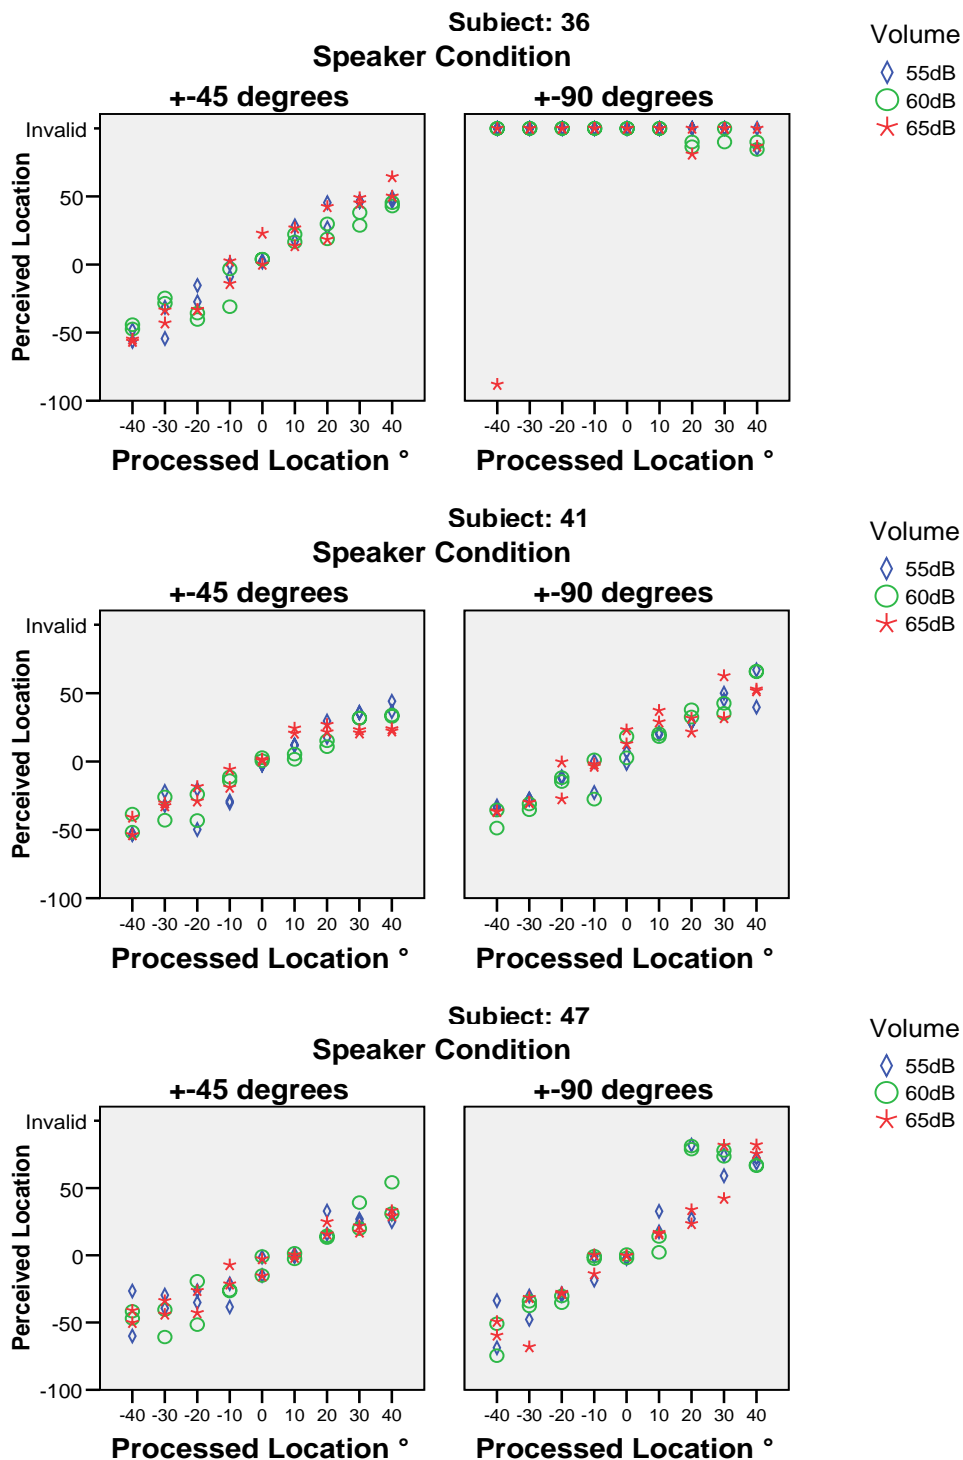 Subject: 36
Speaker Condition
+-45 degrees
+-90 degrees
Volume
55dB
60dB
65dB
Perceived Location
Invalid
50
0
-50
-100
-40 -30 -20 -10 0 10 20 30 40
-40 -30 -20 -10 0 10 20 30 40
Processed Location °
Processed Location °
Subject: 41
Speaker Condition
+-45 degrees
+-90 degrees
Volume
55dB
60dB
65dB
Perceived Location
Invalid
50
0
-50
-100
-40 -30 -20 -10 0 10 20 30 40
-40 -30 -20 -10 0 10 20 30 40
Processed Location °
Processed Location °
Subject: 47
Speaker Condition
+-45 degrees
+-90 degrees
Volume
55dB
60dB
65dB
Perceived Location
Invalid
50
0
-50
-100
-40 -30 -20 -10 0 10 20 30 40
-40 -30 -20 -10 0 10 20 30 40
Processed Location °
Processed Location °